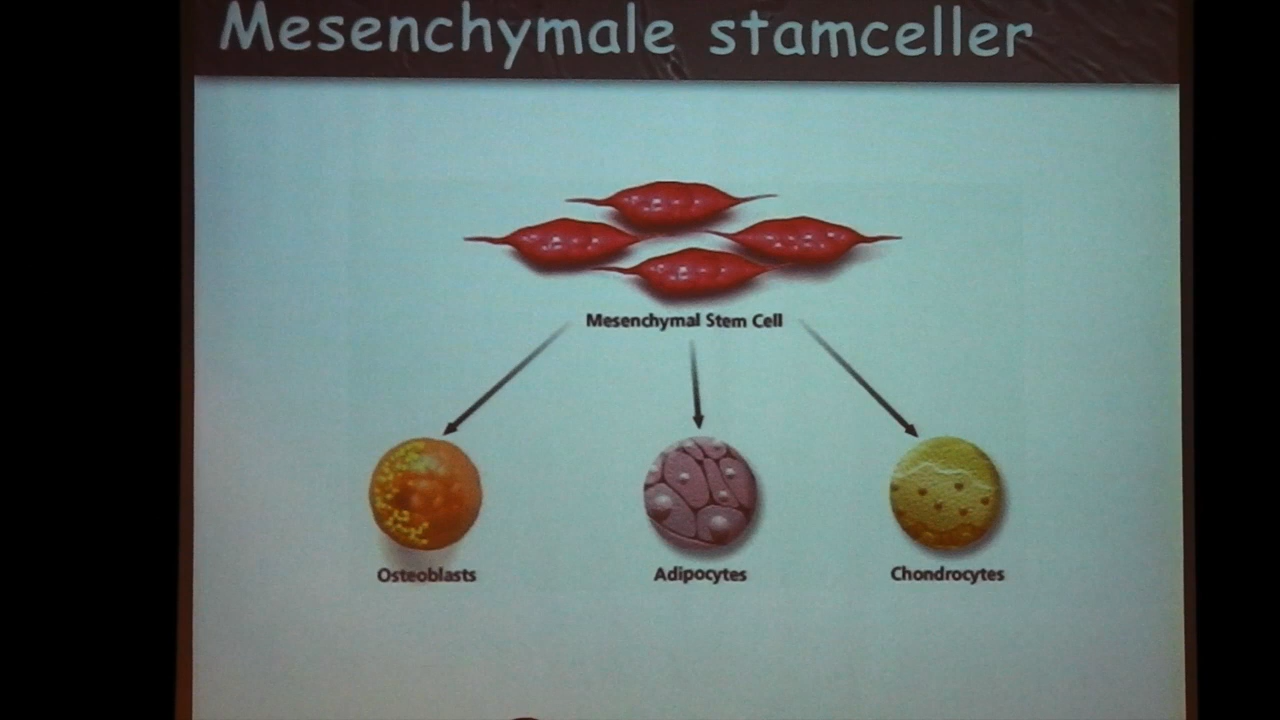 Mesenchymale stamceller
Mesenchymal Stem Cell
Osteoblasts
Adipocytes
Chondrocytes